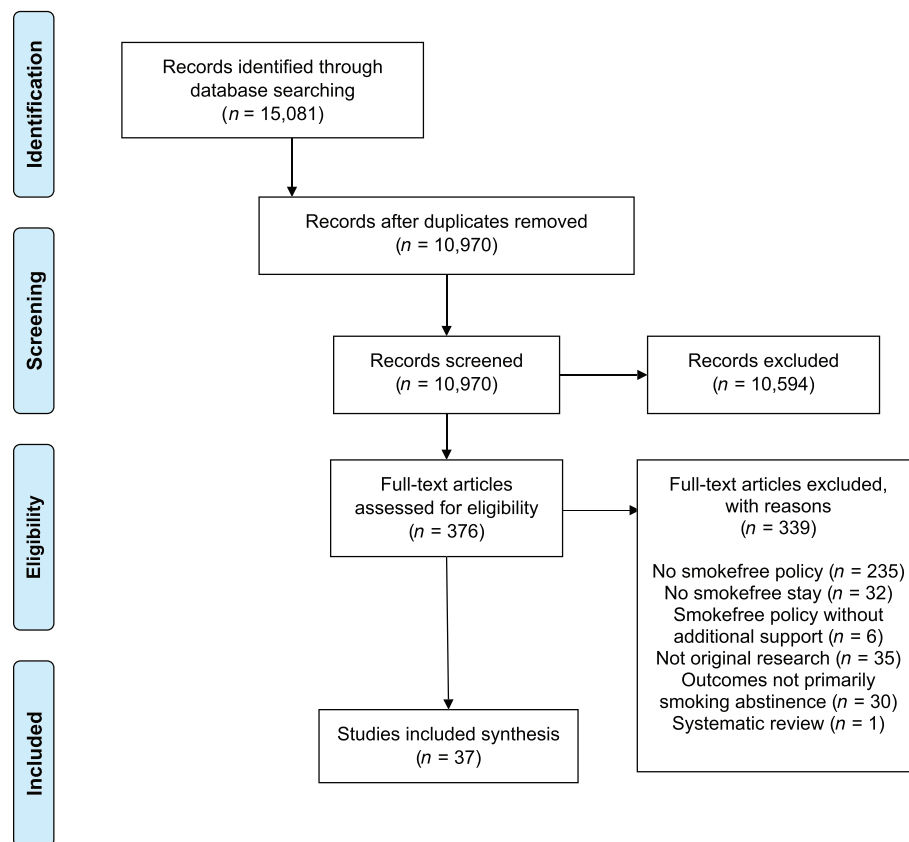 Identification
Records identified through
database searching
(n = 15,081)
Records after duplicates removed
(n = 10,970)
Screening
Records screened
(n = 10,970)
Records excluded
(n = 10,594)
Eligibility
Full-text articles
assessed for eligibility
(n = 376)
Full-text articles excluded,
with reasons
(n = 339)
No smokefree policy (n = 235)
No smokefree stay (n = 32)
Smokefree policy without
additional support (n = 6)
Not original research (n = 35)
Outcomes not primarily
smoking abstinence (n = 30)
Systematic review (n = 1)
Included
Studies included synthesis
(n = 37)